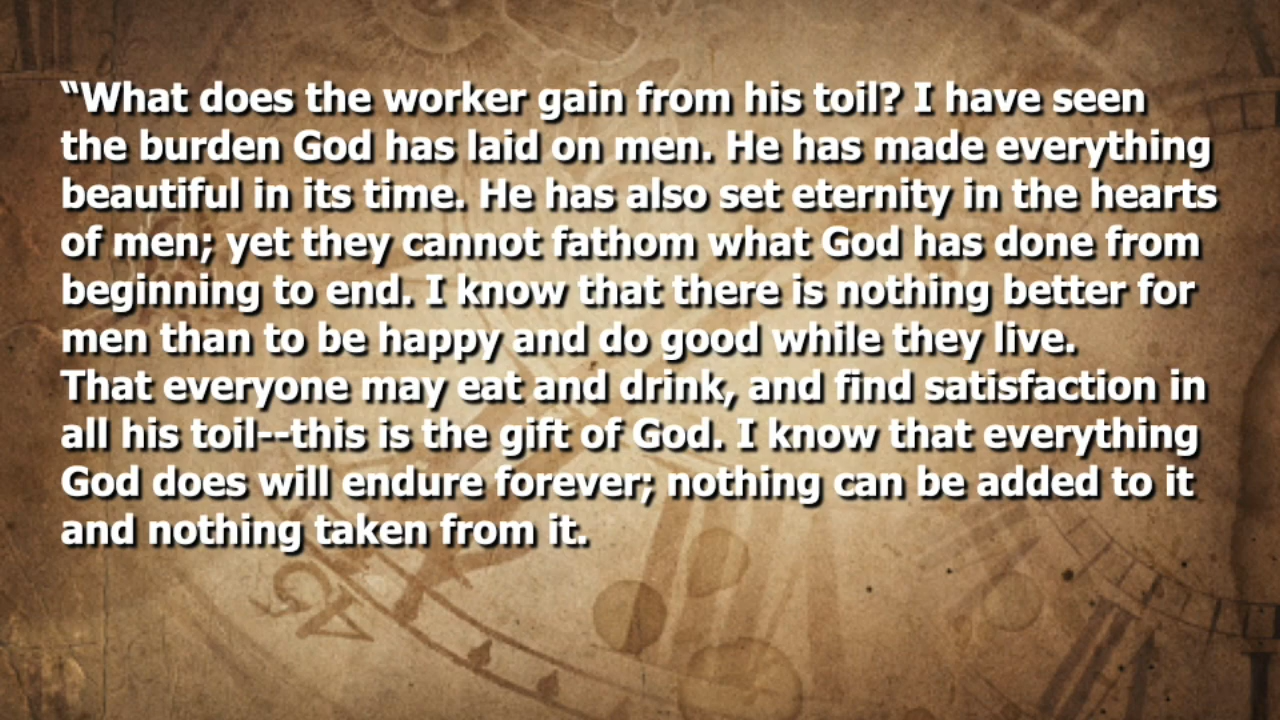 “What does the worker gain from his toil? I have seen
the burden God has laid on men. He has made everything
beautiful in its time. He has also set eternity in the hearts
of men; yet they cannot fathom what God has done from
beginning to end. I know that there is nothing better for
men than to be happy and do good while they live.
That everyone may eat and drink, and find satisfaction in
all his toil--this is the gift of God. I know that everything
God does will endure forever; nothing can be added to it
and nothing taken from it.